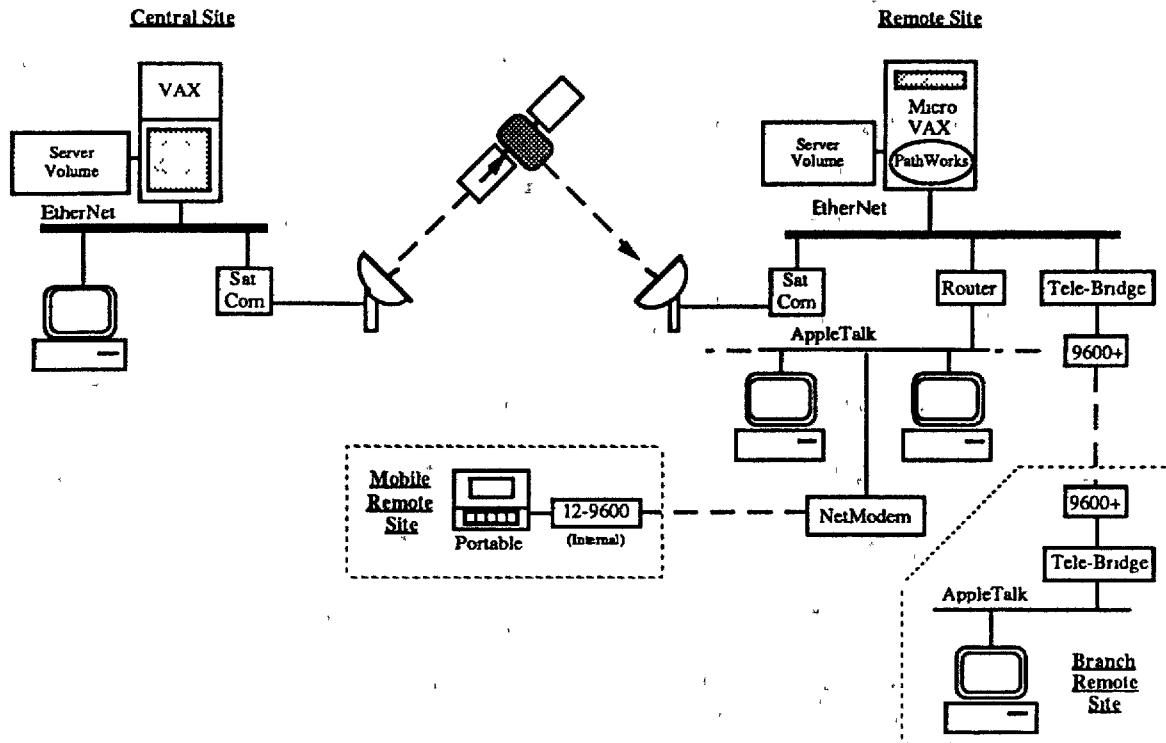 Central Site
Remote Site
VAX
Server
Volume
EtherNet
Sat
Com
Micro
VAX
PathWorks
Server
Volume
EtherNet
Sat
Com
Router
Tele-Bridge
AppleTalk
9600+
Mobile
Remote
Site
Portable
12-9600
(Internal)
NetModem
9600+
Tele-Bridge
AppleTalk
Branch
Remote
Site